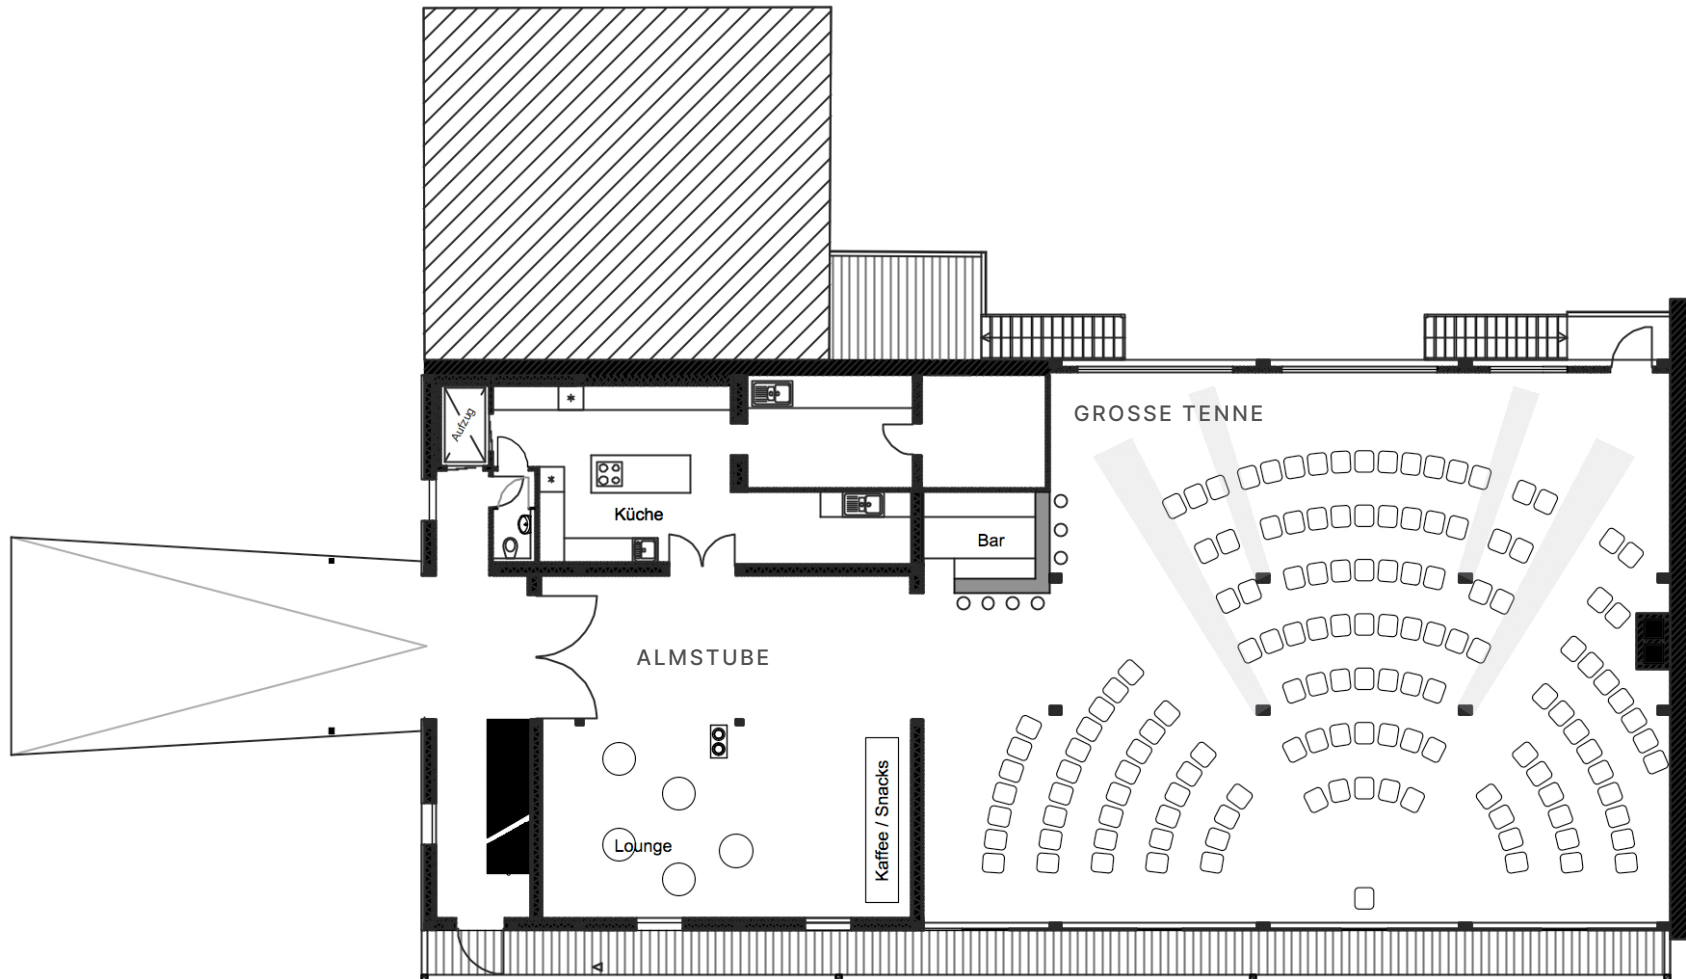 GROSSE TENNE
Aufzug
Küche
Bar
ALMSTUBE
Kaffee / Snacks
Lounge